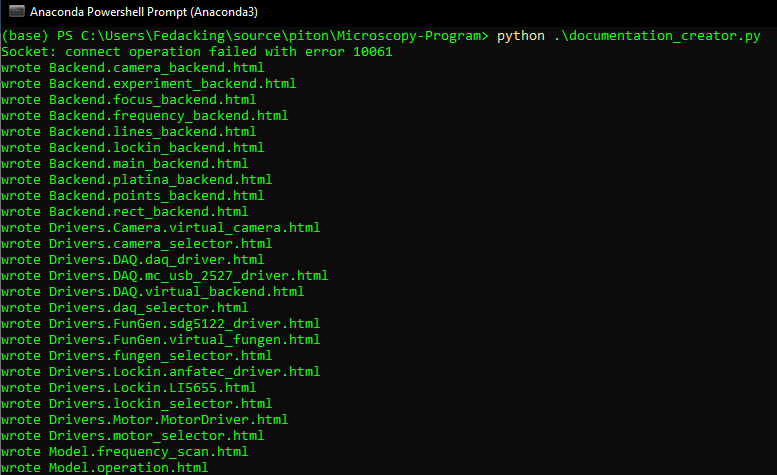 Anaconda Powershell Prompt (Anaconda3)
(base) PS C:\Users\Fedacking\source\piton\Microscopy-Program> python .\documentation_creator.py
Socket: connect operation failed with error 10061
wrote Backend.camera_backend.html
wrote Backend.experiment_backend.html
wrote Backend.focus_backend.html
wrote Backend.frequency_backend.html
wrote Backend.lines_backend.html
wrote Backend.lockin_backend.html
wrote Backend.main_backend.html
wrote Backend.platina_backend.html
wrote Backend.points_backend.html
wrote Backend.rect_backend.html
wrote Drivers.Camera.virtual_camera.html
wrote Drivers.camera_selector.html
wrote Drivers.DAQ.daq_driver.html
wrote Drivers.DAQ.mc_usb_2527_driver.html
wrote Drivers.DAQ.virtual_backend.html
wrote Drivers.daq_selector.html
wrote Drivers.FunGen.sdg5122_driver.html
wrote Drivers.FunGen.virtual_fungen.html
wrote Drivers.fungen_selector.html
wrote Drivers.Lockin.anfatec_driver.html
wrote Drivers.Lockin.LI5655.html
wrote Drivers.lockin_selector.html
wrote Drivers.Motor.MotorDriver.html
wrote Drivers.motor_selector.html
wrote Model.frequency_scan.html
wrote Model.operation.html